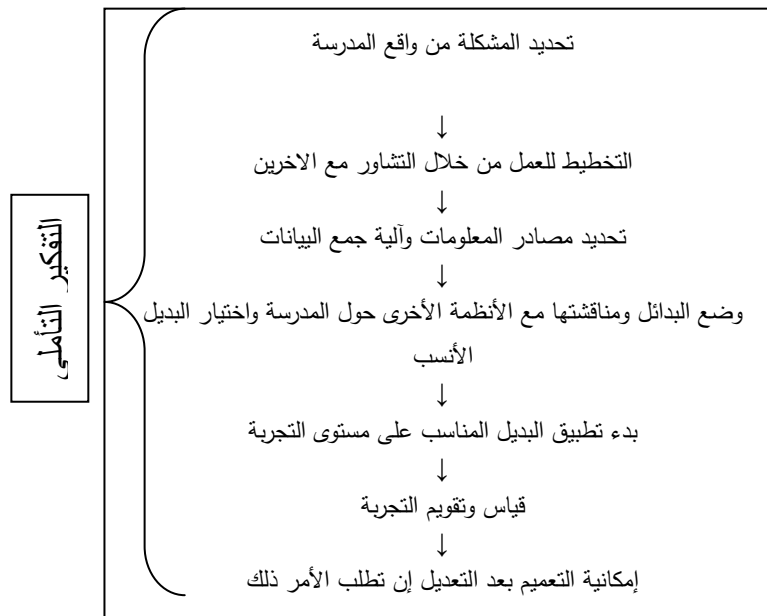 تحديد المشكلة من واقع المدرسة
↓
التخطيط للعمل من خلال التشاور مع الاخرين
↓
تحديد مصادر المعلومات وآلية جمع البيانات
↓
وضع البدائل ومناقشتها مع الأنظمة الأخرى حول المدرسة واختيار البديل
الأنسب
↓
بدء تطبيق البديل المناسب على مستوى التجربة
↓
قياس وتقويم التجربة
↓
إمكانية التعميم بعد التعديل إن تطلب الأمر ذلك
التفكير التأملي